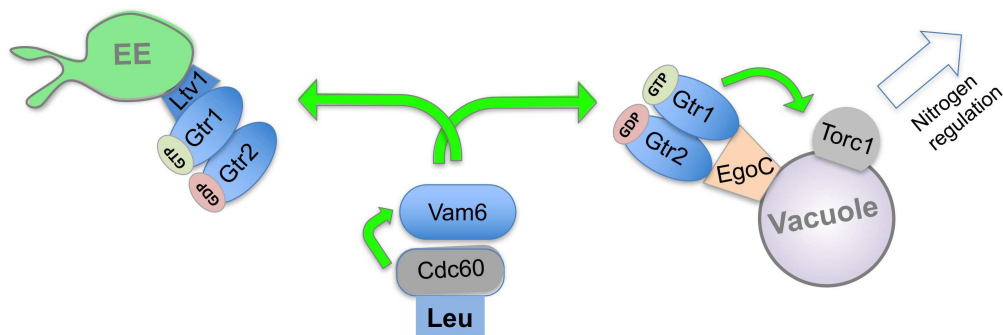 EE
Ltv1
Gtr1
GTP
Gtr2
GDP
Vam6
Cdc60
Leu
GTP
Gtr1
GDP
Gtr2
EgoC
Torc1
Vacuole
Nitrogen
regulation